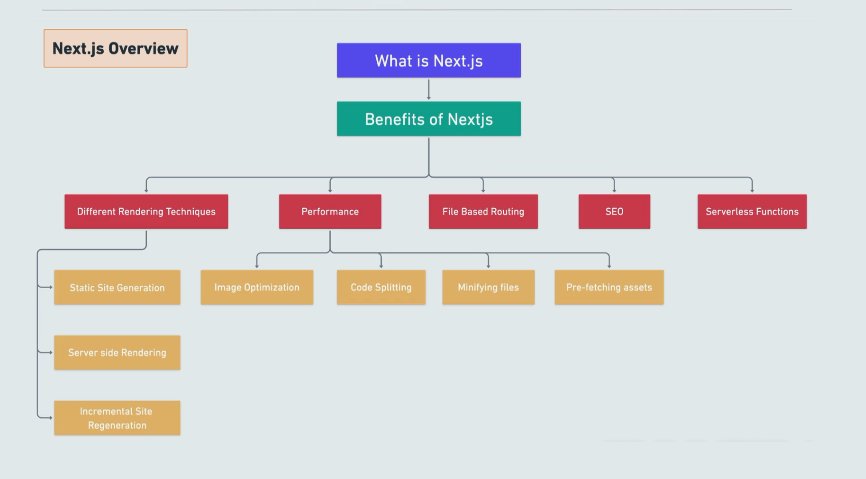 Next.js Overview
What is Next.js
Benefits of Nextjs
Different Rendering Techniques
Performance
File Based Routing
SEO
Serverless Functions
Static Site Generation
Image Optimization
Code Splitting
Minifying files
Pre-fetching assets
Server side Rendering
Incremental Site
Regeneration